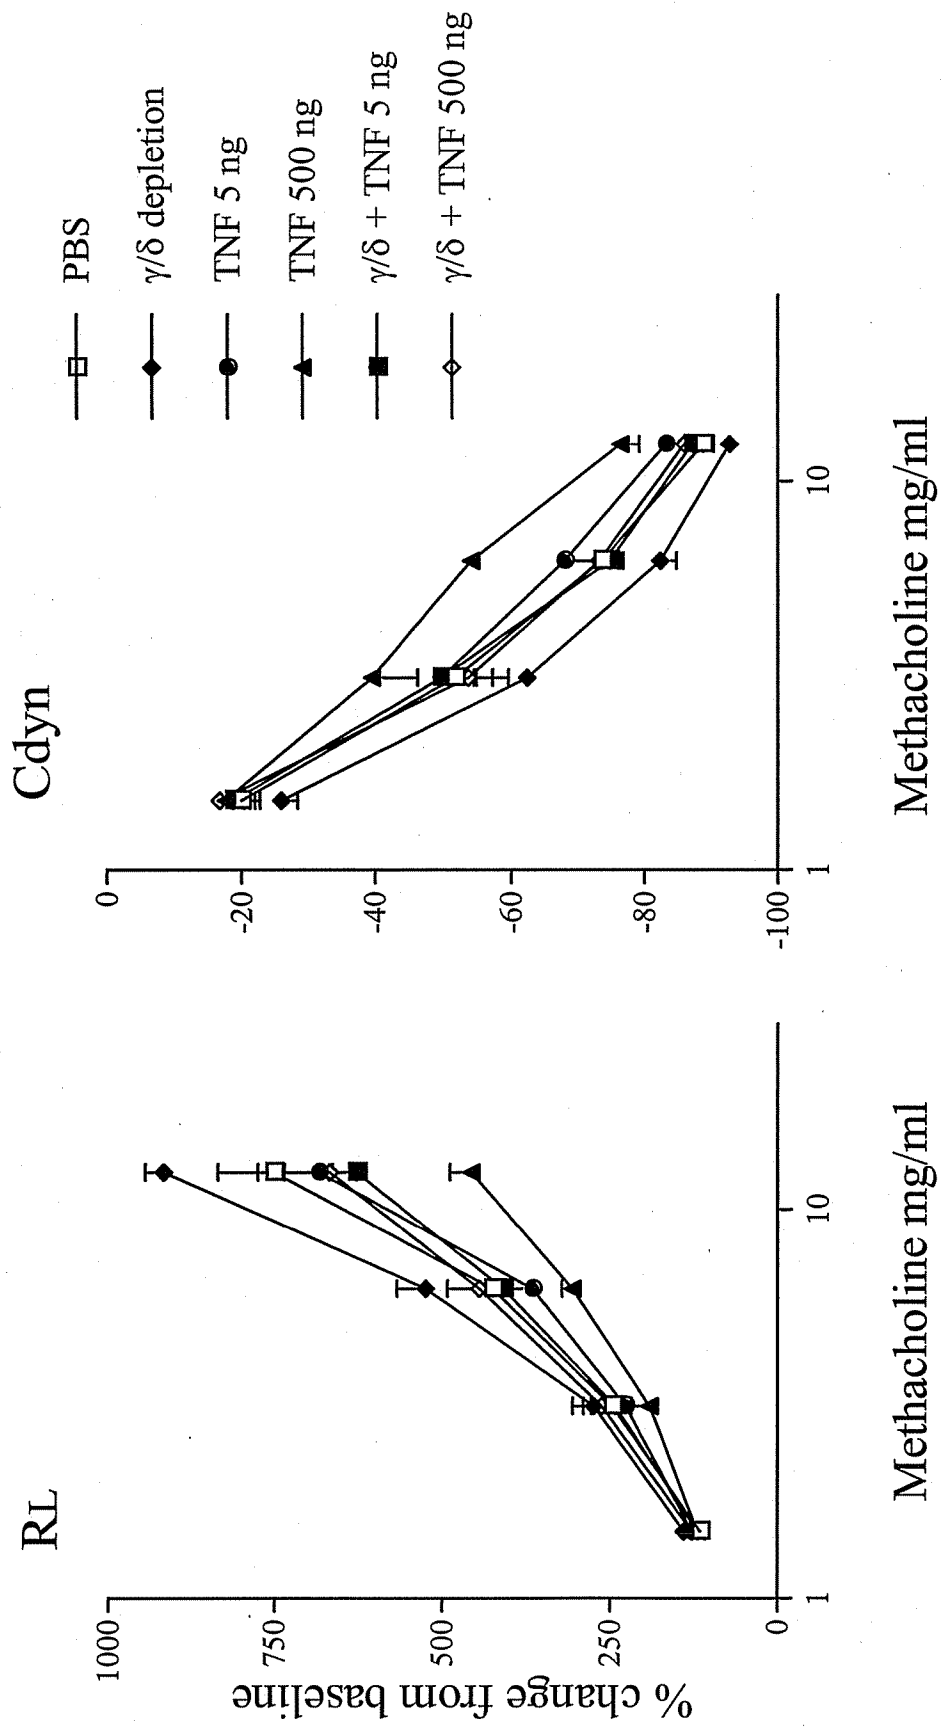 RL
% change from baseline
1000
750
500
250
0
1
10
Methacholine mg/ml
Cdyn
0
-20
-40
-60
-80
-100
1
10
Methacholine mg/ml
PBS
γ/δ depletion
TNF 5 ng
TNF 500 ng
γ/δ + TNF 5 ng
γ/δ + TNF 500 ng